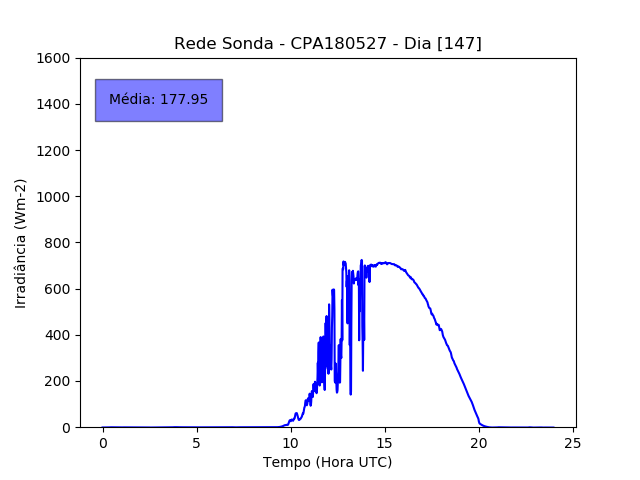 Rede Sonda - CPA180527 - Dia [147]
1600
1400
1200
1000
800
600
400
200
0
Média: 177.95
Irradiância (Wm-2)
0 5 10 15 20 25
Tempo (Hora UTC)